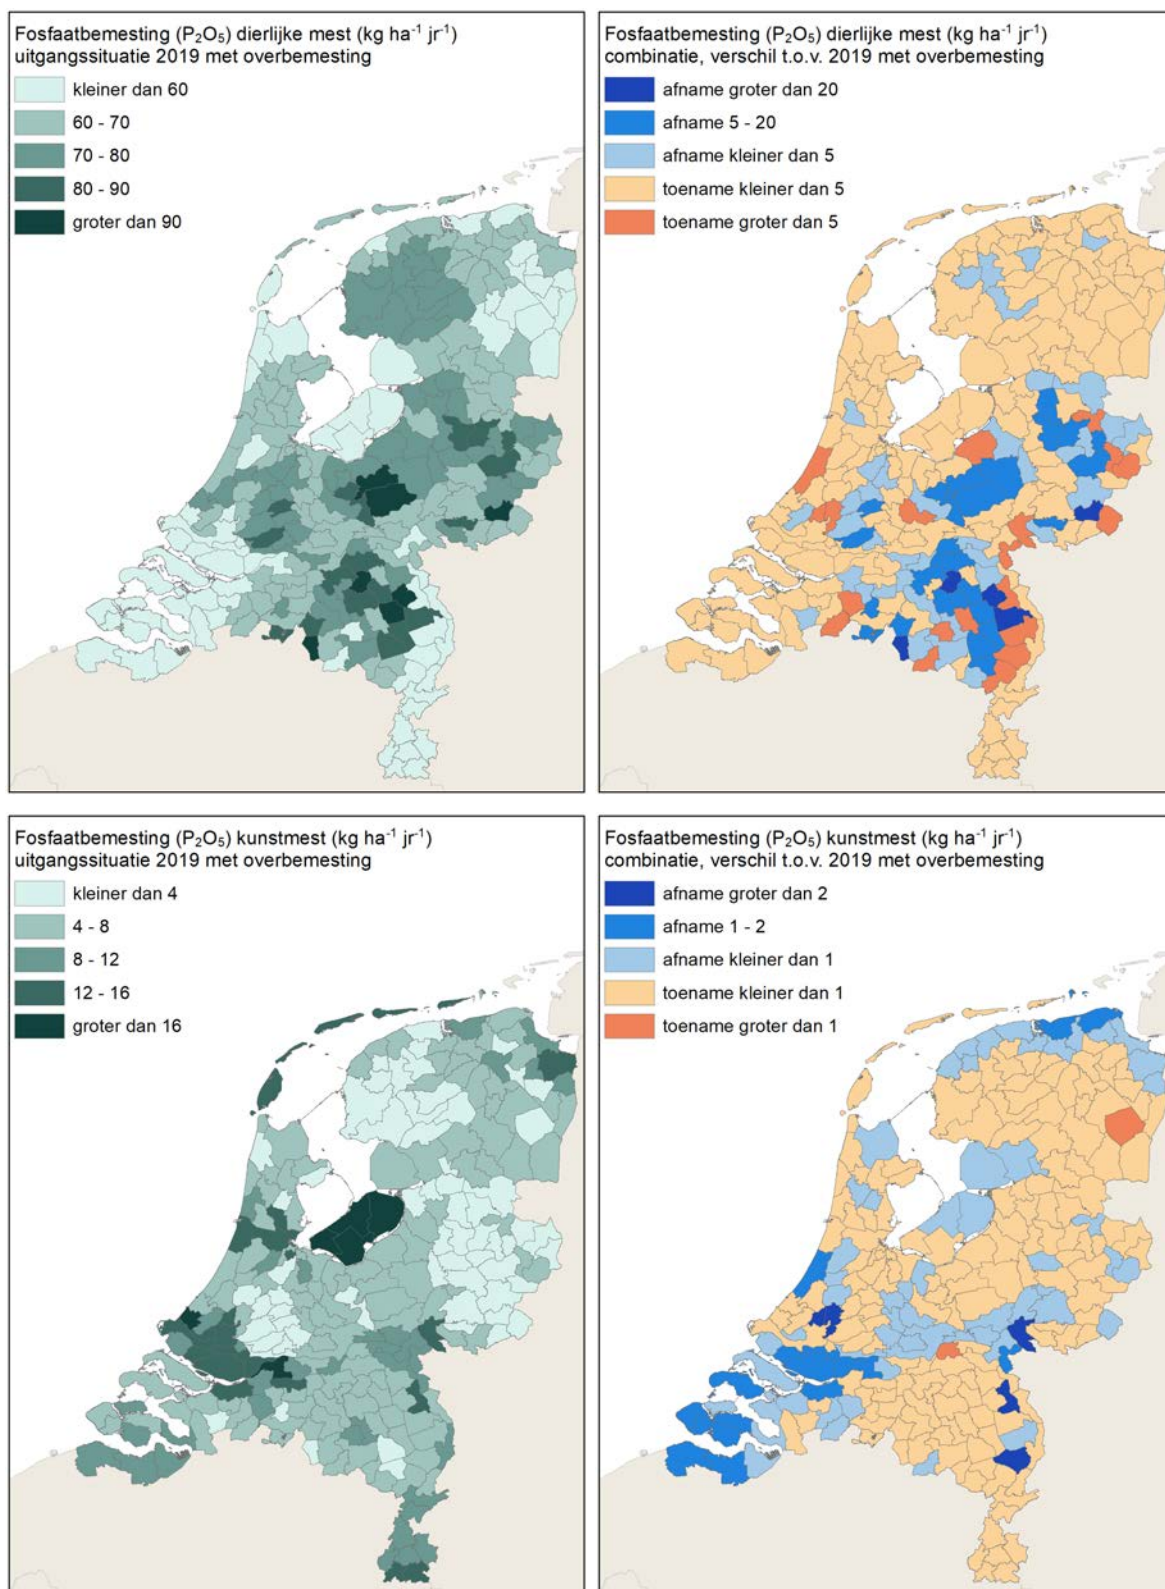 Fosfaatbemesting (P₂O₅) dierlijke mest (kg ha⁻¹ jr⁻¹)
uitgangssituatie 2019 met overbemesting
kleiner dan 60
60 - 70
70 - 80
80 - 90
groter dan 90
Fosfaatbemesting (P₂O₅) dierlijke mest (kg ha⁻¹ jr⁻¹)
combinatie, verschil t.o.v. 2019 met overbemesting
afname groter dan 20
afname 5 - 20
afname kleiner dan 5
toename kleiner dan 5
toename groter dan 5
Fosfaatbemesting (P₂O₅) kunstmest (kg ha⁻¹ jr⁻¹)
uitgangssituatie 2019 met overbemesting
kleiner dan 4
4 - 8
8 - 12
12 - 16
groter dan 16
Fosfaatbemesting (P₂O₅) kunstmest (kg ha⁻¹ jr⁻¹)
combinatie, verschil t.o.v. 2019 met overbemesting
afname groter dan 2
afname 1 - 2
afname kleiner dan 1
toename kleiner dan 1
toename groter dan 1